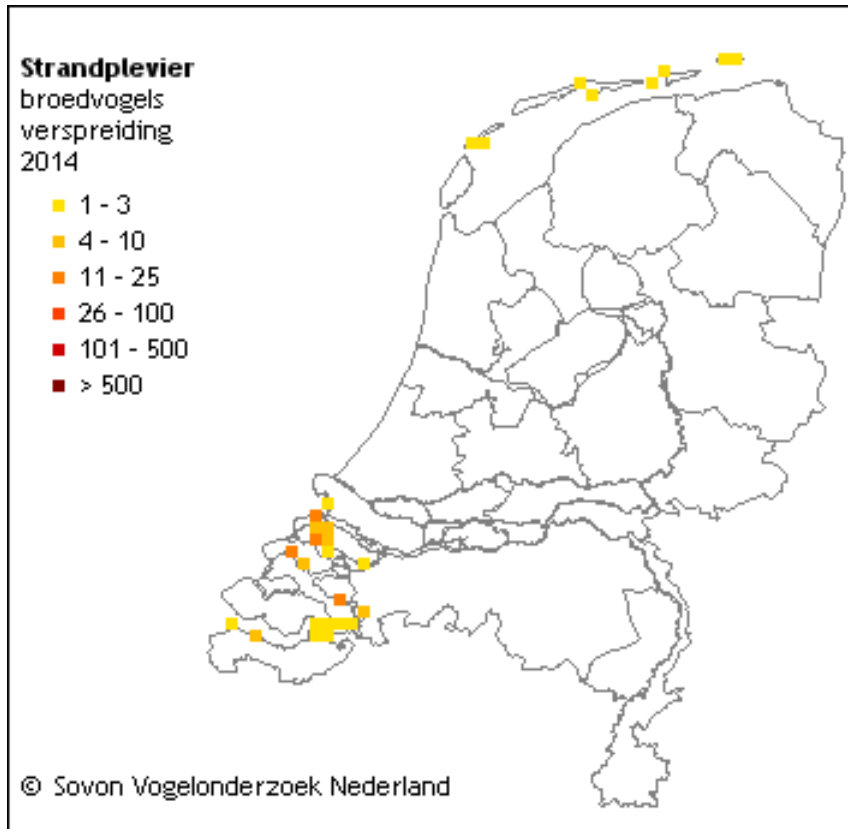 Strandplevier
broedvogels
verspreiding
2014
1 - 3
4 - 10
11 - 25
26 - 100
101 - 500
> 500
© Sovon Vogelonderzoek Nederland